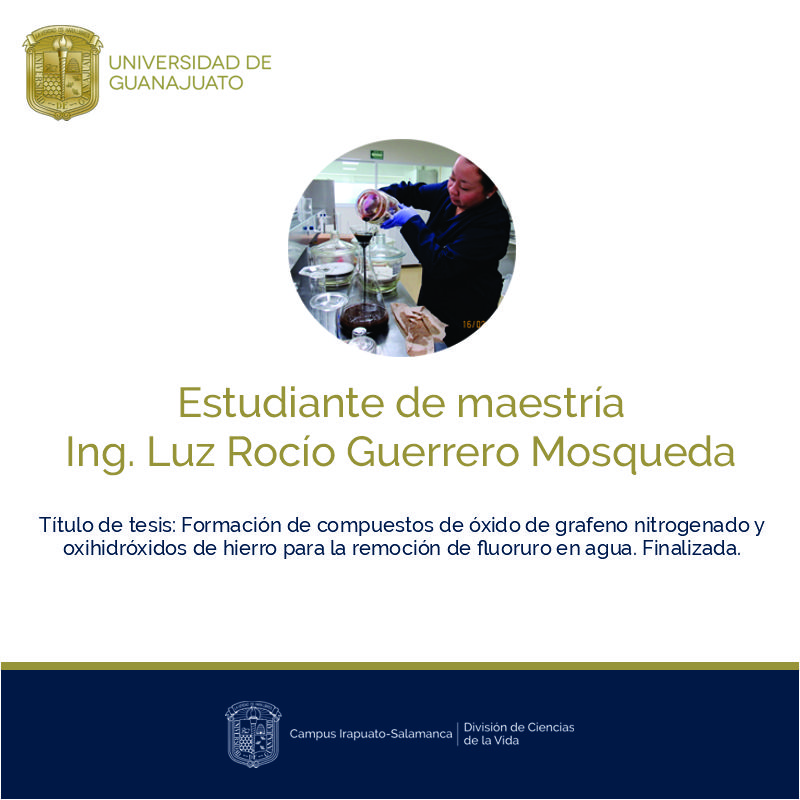 UNIVERSIDAD DE
GUANAJUATO
Estudiante de maestría
Ing. Luz Rocío Guerrero Mosqueda
Título de tesis: Formación de compuestos de óxido de grafeno nitrogenado y
oxihidróxidos de hierro para la remoción de fluoruro en agua. Finalizada.
Campus Irapuato-Salamanca
División de Ciencias
de la Vida